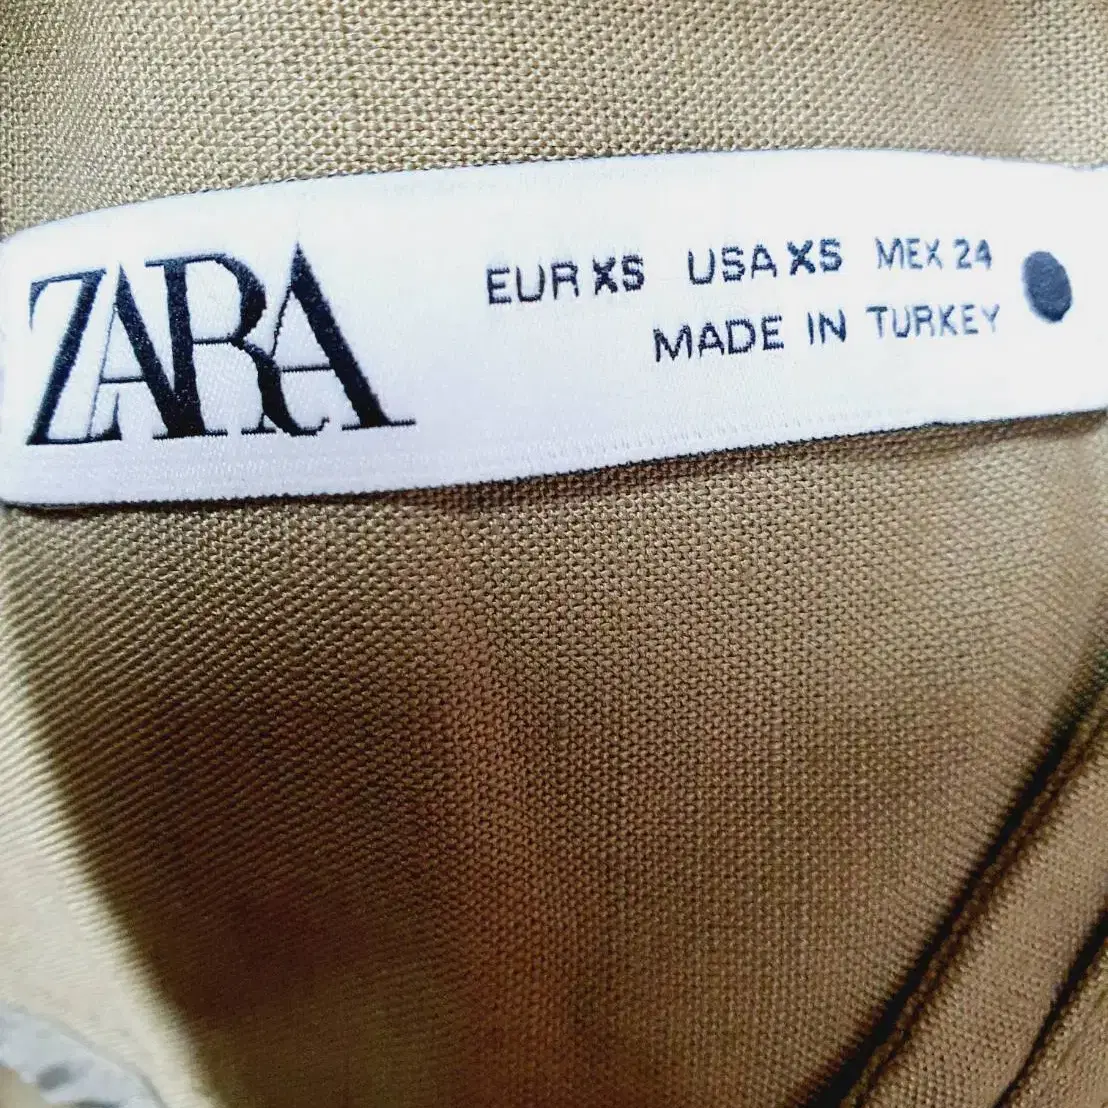 ZARA
EUR XS USA XS MEX 24
MADE IN TURKEY